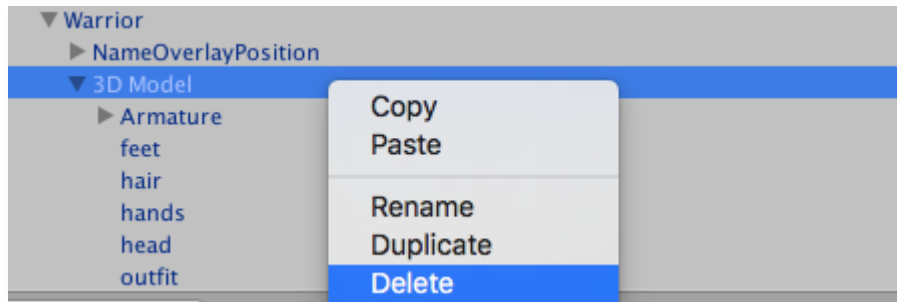 Warrior
NameOverlayPosition
3D Model
Armature
feet
hair
hands
head
outfit
Copy
Paste
Rename
Duplicate
Delete